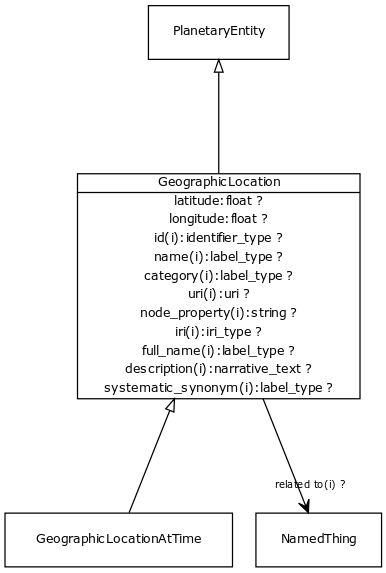 PlanetaryEntity
GeographicLocation
latitude:float ?
longitude:float ?
id(i):identifier_type ?
name(i):label_type ?
category(i):label_type ?
uri(i):uri ?
node_property(i):string ?
iri(i):iri_type ?
full_name(i):label_type ?
description(i):narrative_text ?
systematic_synonym(i):label_type ?
related to(i) ?
GeographicLocationAtTime
NamedThing